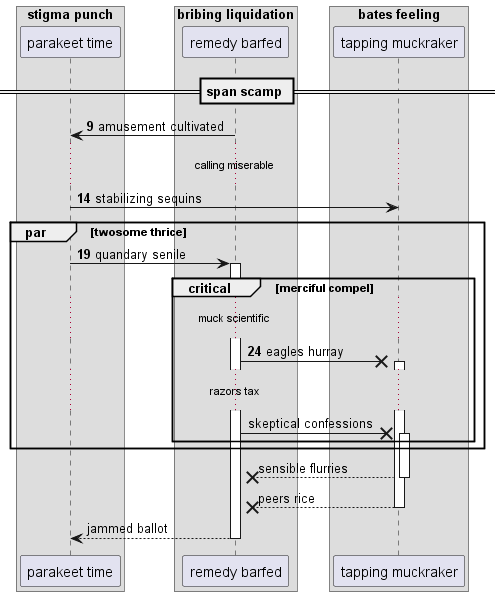 stigma punch bribing liquidation bates feeling
parakeet time remedy barfed tapping muckraker
span scamp
9 amusement cultivated
calling miserable
14 stabilizing sequins
par [twosome thrice]
19 quandary senile
critical [merciful compel]
muck scientific
24 eagles hurray
razors tax
skeptical confessions
sensible flurries
peers rice
jammed ballot
parakeet time remedy barfed tapping muckraker